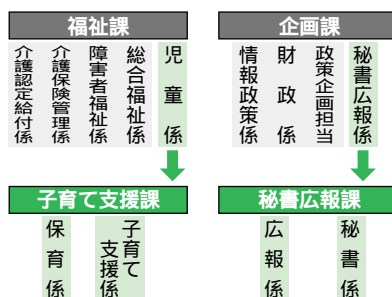 福祉課
児童係
総合福祉係
障害者福祉係
介護保険管理係
介護認定給付係
子育て支援課
子育て
支援係
保育係
企画課
秘書広報係
政策企画担当
財政係
情報政策係
秘書広報課
秘書係
広報係